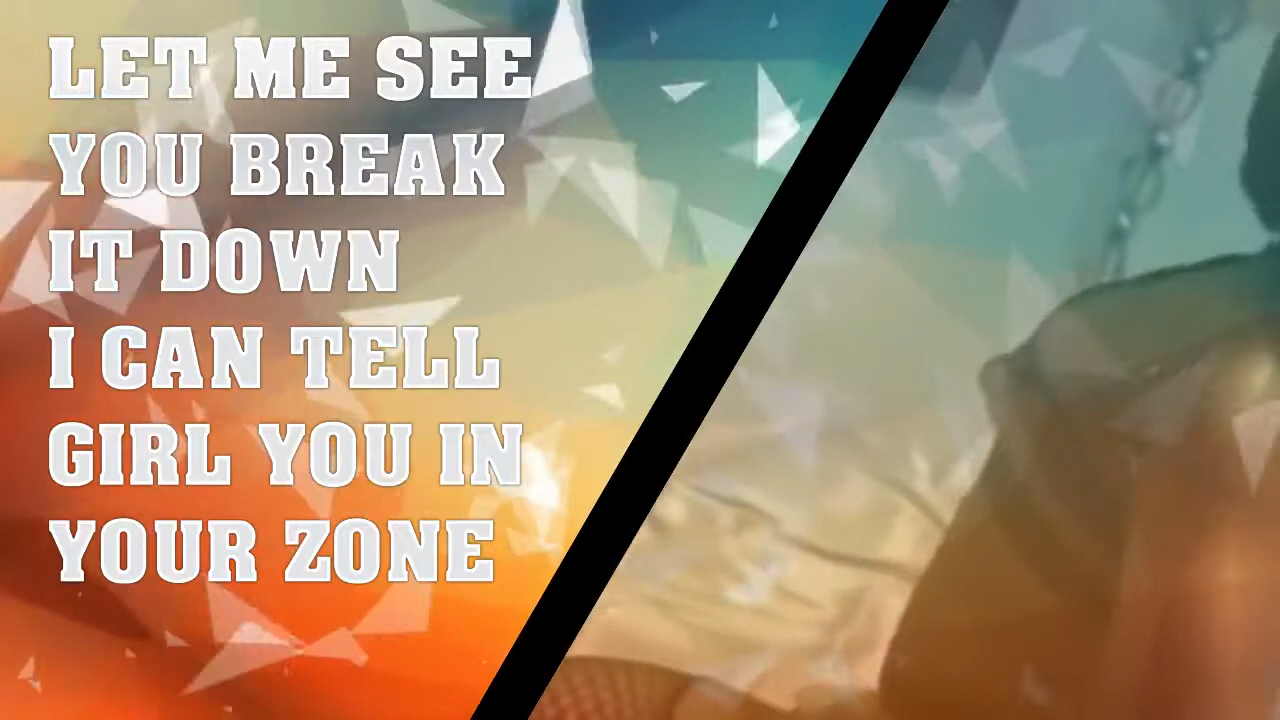 LET ME SEE
YOU BREAK
IT DOWN
I CAN TELL
GIRL YOU IN
YOUR ZONE